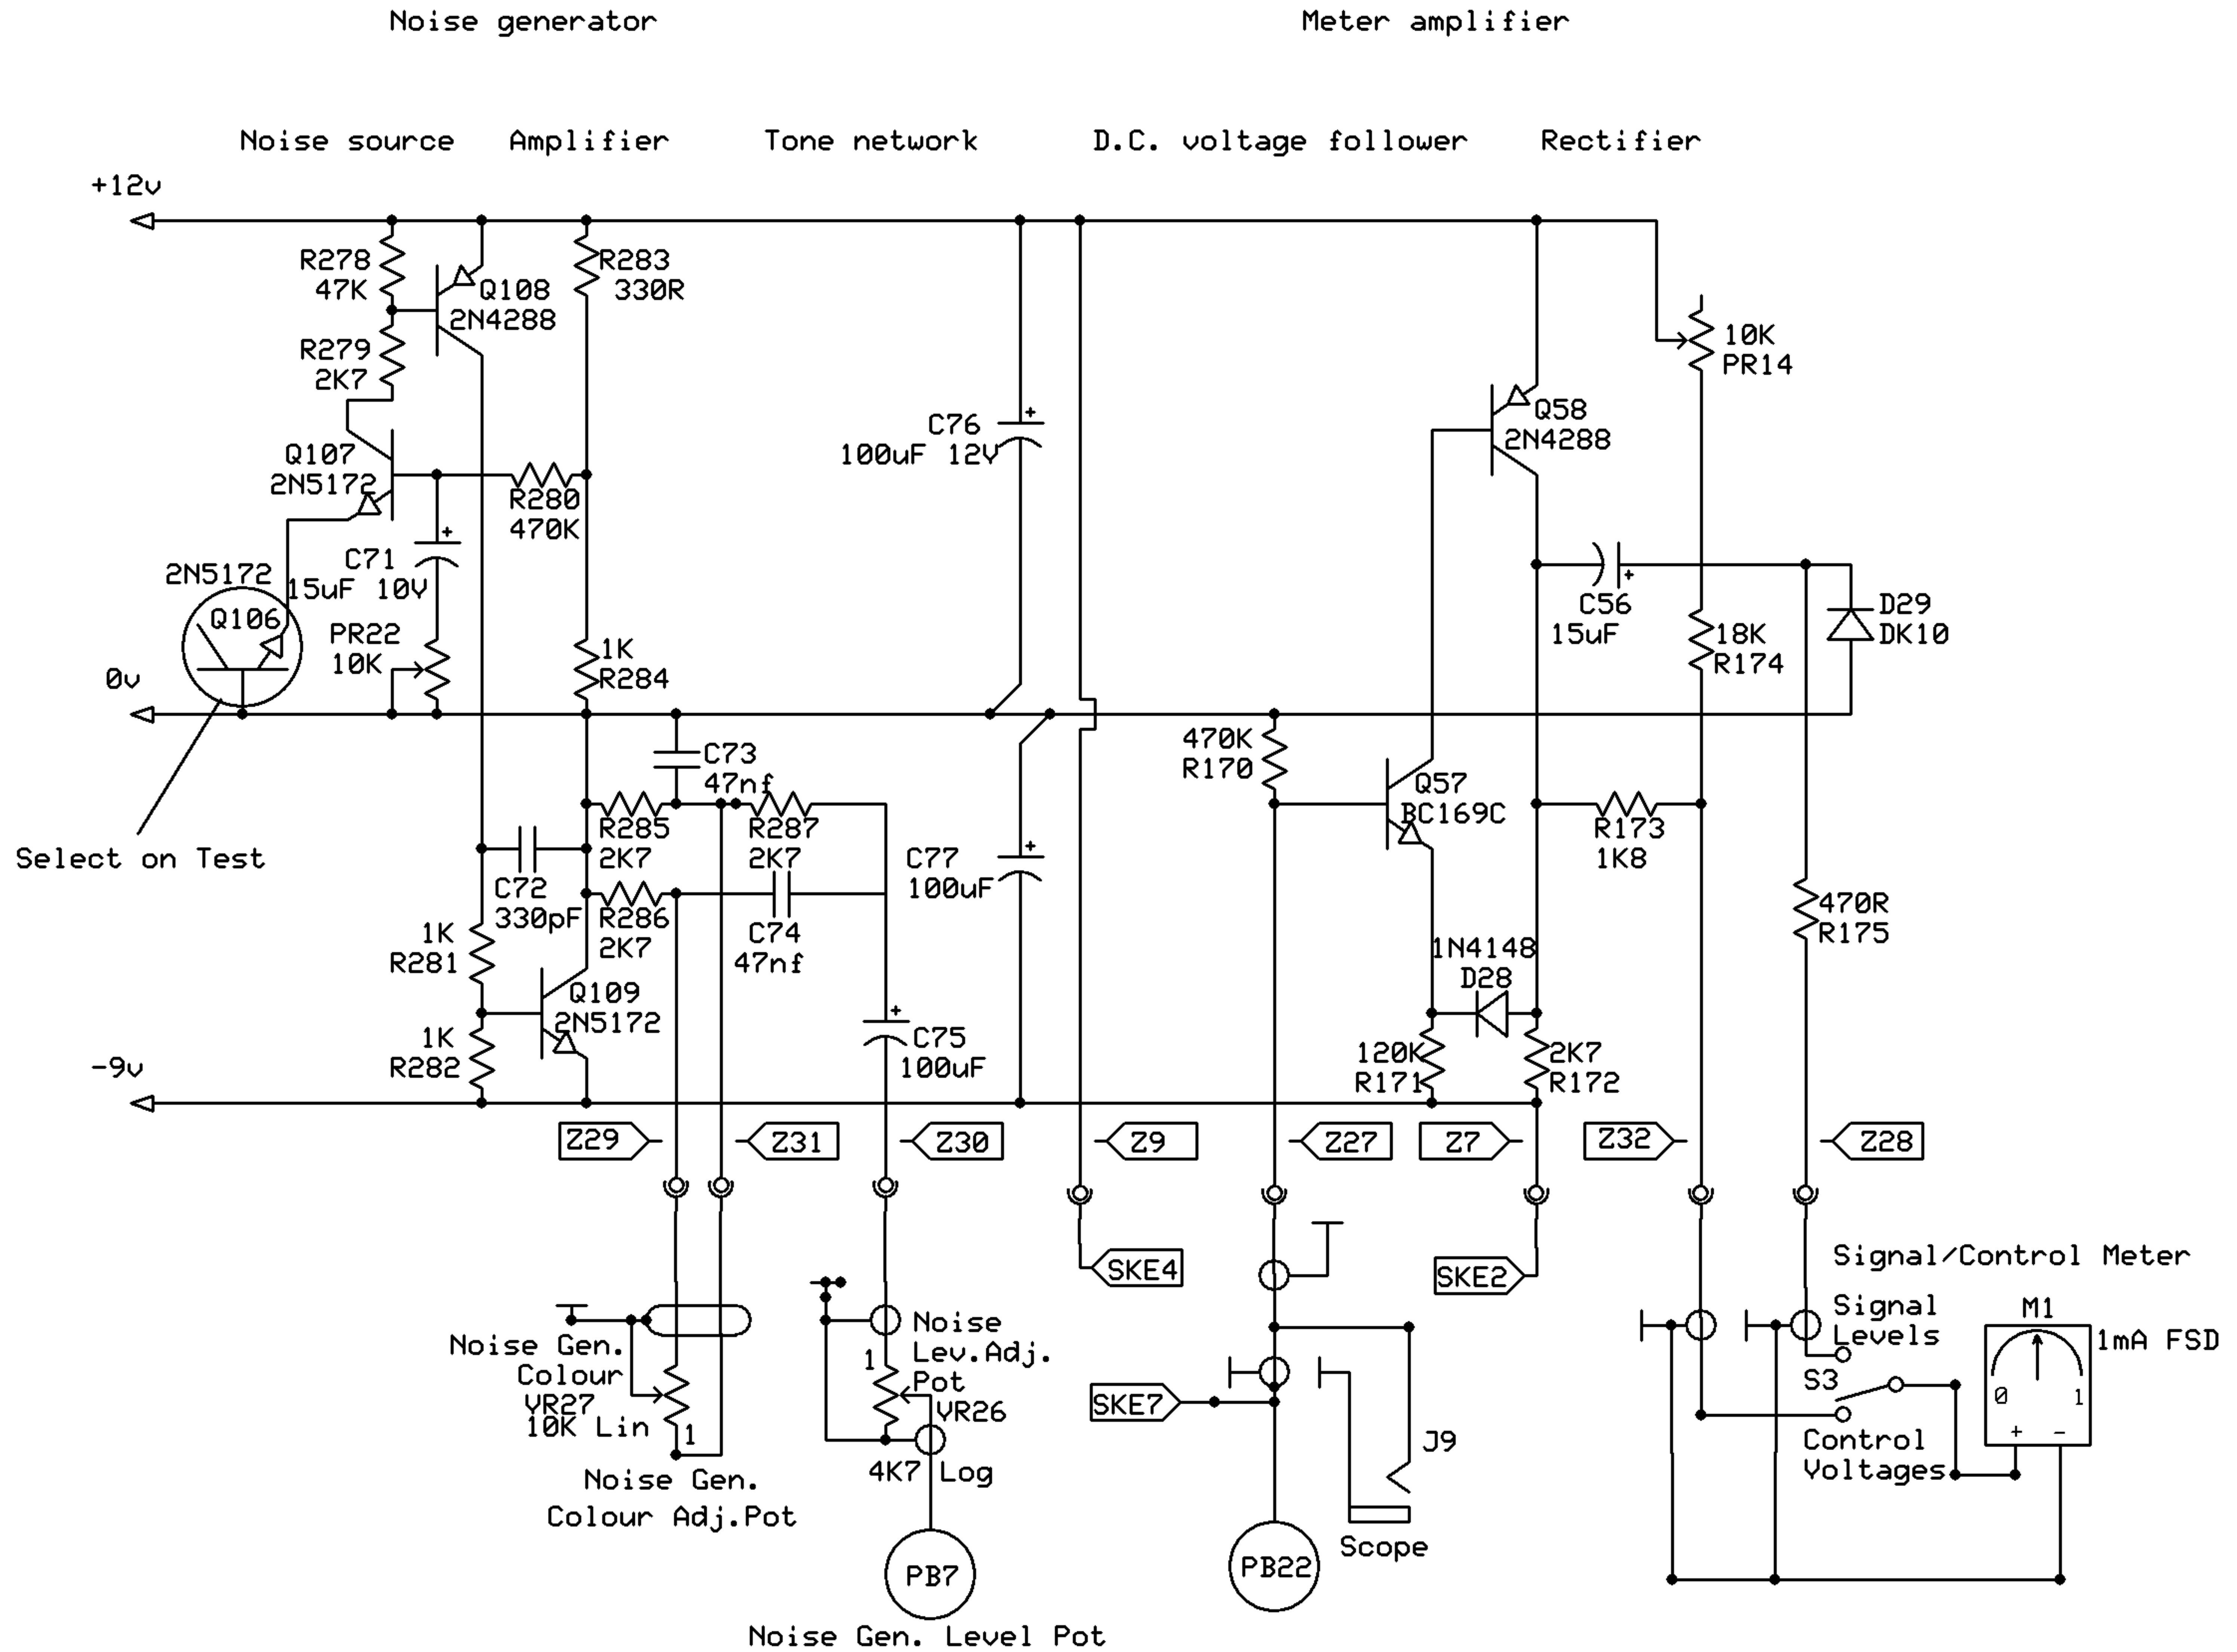 Noise generator
Meter amplifier
Noise source
Amplifier
Tone network
D.C. voltage follower
Rectifier
+12v
R278
47K
Q108
2N4288
R283
330R
R279
2K7
10K
PR14
Q107
2N5172
R280
470K
C76
100uF 12V
Q58
2N4288
C71
15uF 10V
2N5172
Q106
PR22
10K
1K
R284
C56
15uF
D29
DK10
18K
R174
0v
C73
47nf
470K
R170
Q57
BC169C
R285
2K7
R287
2K7
R173
1K8
Select on Test
C72
330pF
R286
2K7
C74
47nf
C77
100uF
470R
R175
1K
R281
1N4148
D28
Q109
2N5172
1K
R282
C75
100uF
120K
R171
2K7
R172
-9v
Z29
Z31
Z30
Z9
Z27
Z7
Z32
Z28
SKE4
SKE2
Signal/Control Meter
Signal
Levels
M1
1mA FSD
0
1
+ -
S3
Control
Voltages
Noise Gen.
Colour
VR27
10K Lin
1
Noise Gen.
Colour Adj.Pot
Noise
Lev.Adj.
Pot
1
VR26
4K7 Log
SKE7
J9
Scope
PB7
PB22
Noise Gen. Level Pot